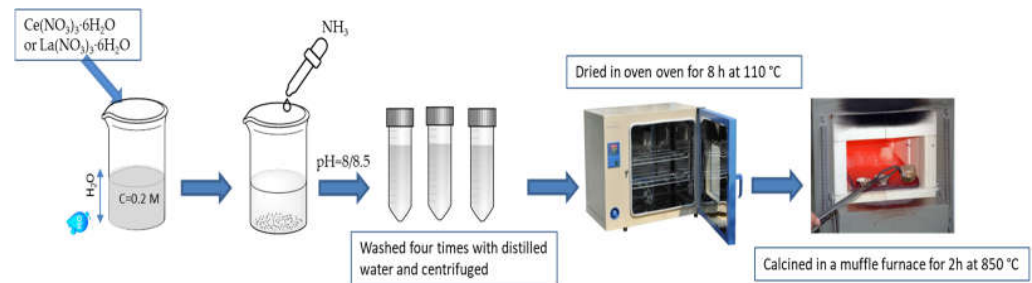 Ce(NO₃)₃·6H₂O
or La(NO₃)₃·6H₂O
NH₃
Dried in oven oven for 8 h at 110 °C
pH=8/8.5
H₂O
C=0.2 M
Washed four times with distilled
water and centrifuged
Calcined in a muffle furnace for 2h at 850 °C